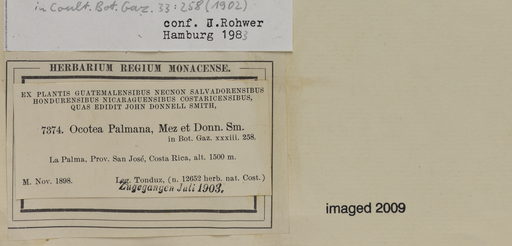 in Coult. Bot. Gaz. 33:258 (1902)
conf. J.Rohwer
Hamburg 1983
HERBARIUM REGIUM MONACENSE.
EX PLANTIS GUATEMALENSIBUS NECNON SALVADORENSIBUS
HONDURENSIBUS NICARAGUENSIBUS COSTARICENSIBUS,
QUAS EDIDIT JOHN DONNELL SMITH,
7374. Ocotea Palmana, Mez et Donn. Sm.
in Bot. Gaz. xxxiii. 258.
La Palma, Prov. San José, Costa Rica, alt. 1500 m.
M. Nov. 1898. Leg. Tonduz, (n. 12652 herb. nat. Cost.)
Zugegangen Juli 1903.
imaged 2009